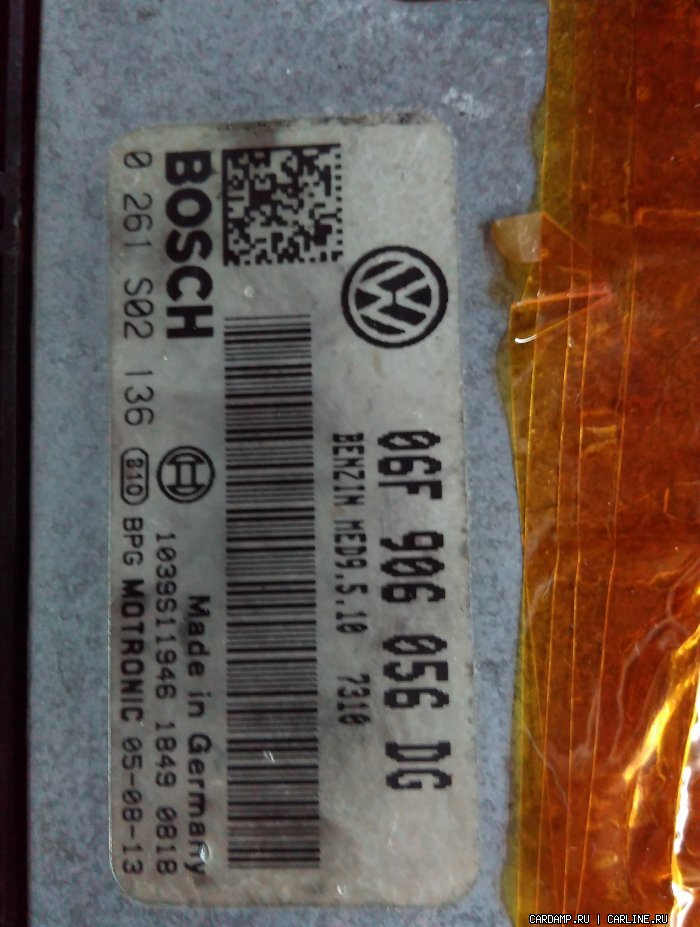 06F 906 056 DG
BENZIN MED9.5.10 7310
BOSCH
Made in Germany
1039S11946 1849 0818
0 261 S02 136
810 BPG MOTRONIC 05-08-13
CARDAMP.RU | CARLINE.RU